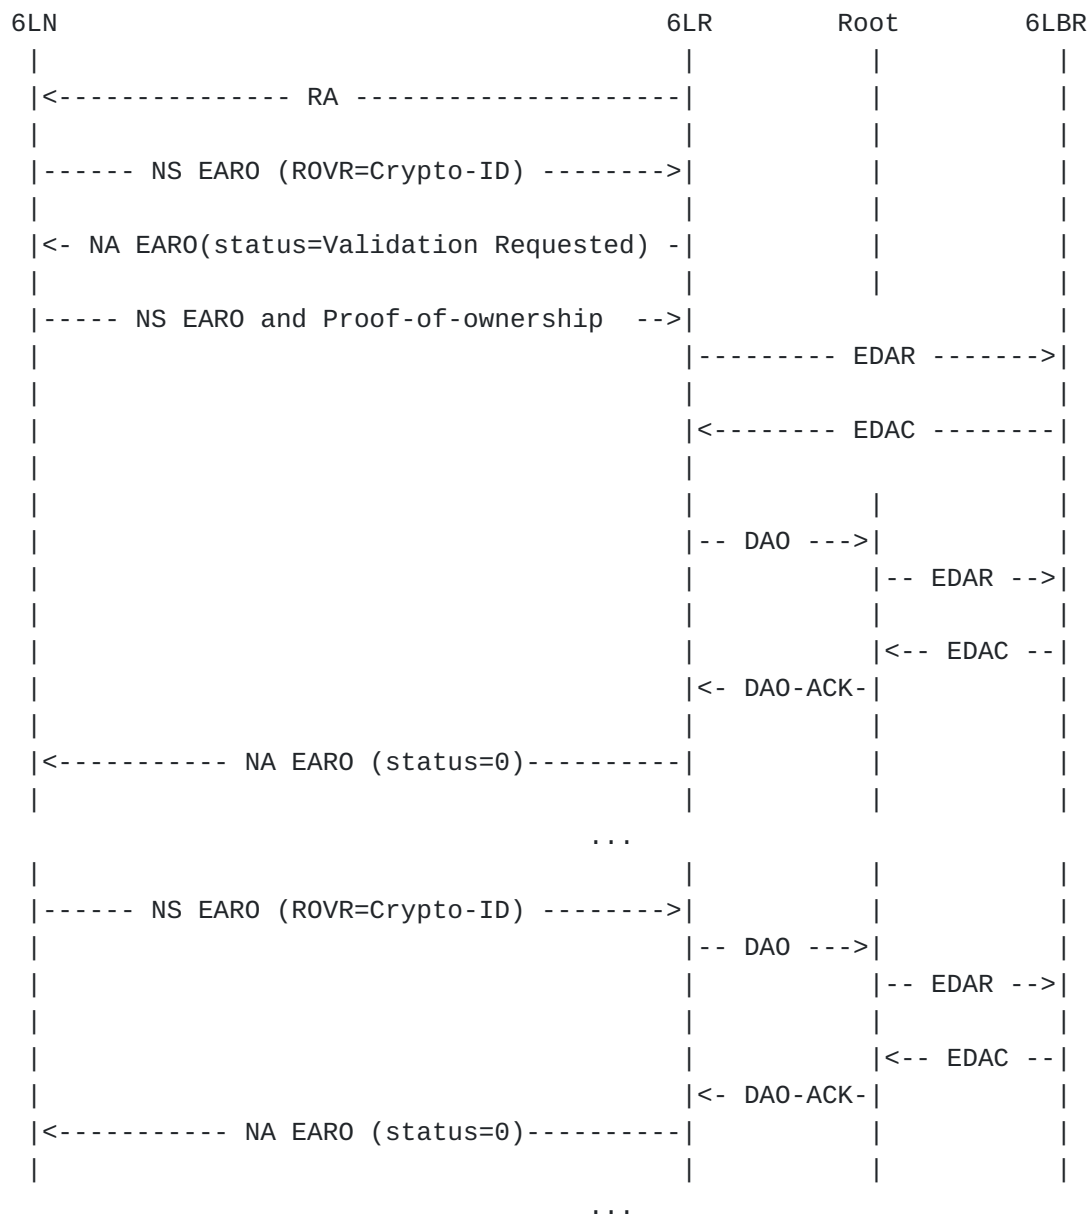 6LN                                        6LR        Root        6LBR
 |                                          |           |           |
 |<--------------- RA ---------------------|            |           |
 |                                          |           |           |
 |------ NS EARO (ROVR=Crypto-ID) -------->|            |           |
 |                                          |           |           |
 |<- NA EARO(status=Validation Requested) -|            |           |
 |                                          |           |           |
 |----- NS EARO and Proof-of-ownership  -->|                        |
 |                                          |--------- EDAR ------->|
 |                                          |                       |
 |                                          |<-------- EDAC --------|
 |                                          |                       |
 |                                          |           |           |
 |                                          |-- DAO --->|           |
 |                                          |           |-- EDAR -->|
 |                                          |           |           |
 |                                          |           |<-- EDAC --|
 |                                          |<- DAO-ACK-|           |
 |                                          |           |           |
 |<----------- NA EARO (status=0)----------|            |           |
 |                                          |           |           |
                                     ...
 |                                          |           |           |
 |------ NS EARO (ROVR=Crypto-ID) -------->|            |           |
 |                                          |-- DAO --->|           |
 |                                          |           |-- EDAR -->|
 |                                          |           |           |
 |                                          |           |<-- EDAC --|
 |                                          |<- DAO-ACK-|           |
 |<----------- NA EARO (status=0)----------|            |           |
 |                                          |           |           |
                                     ...